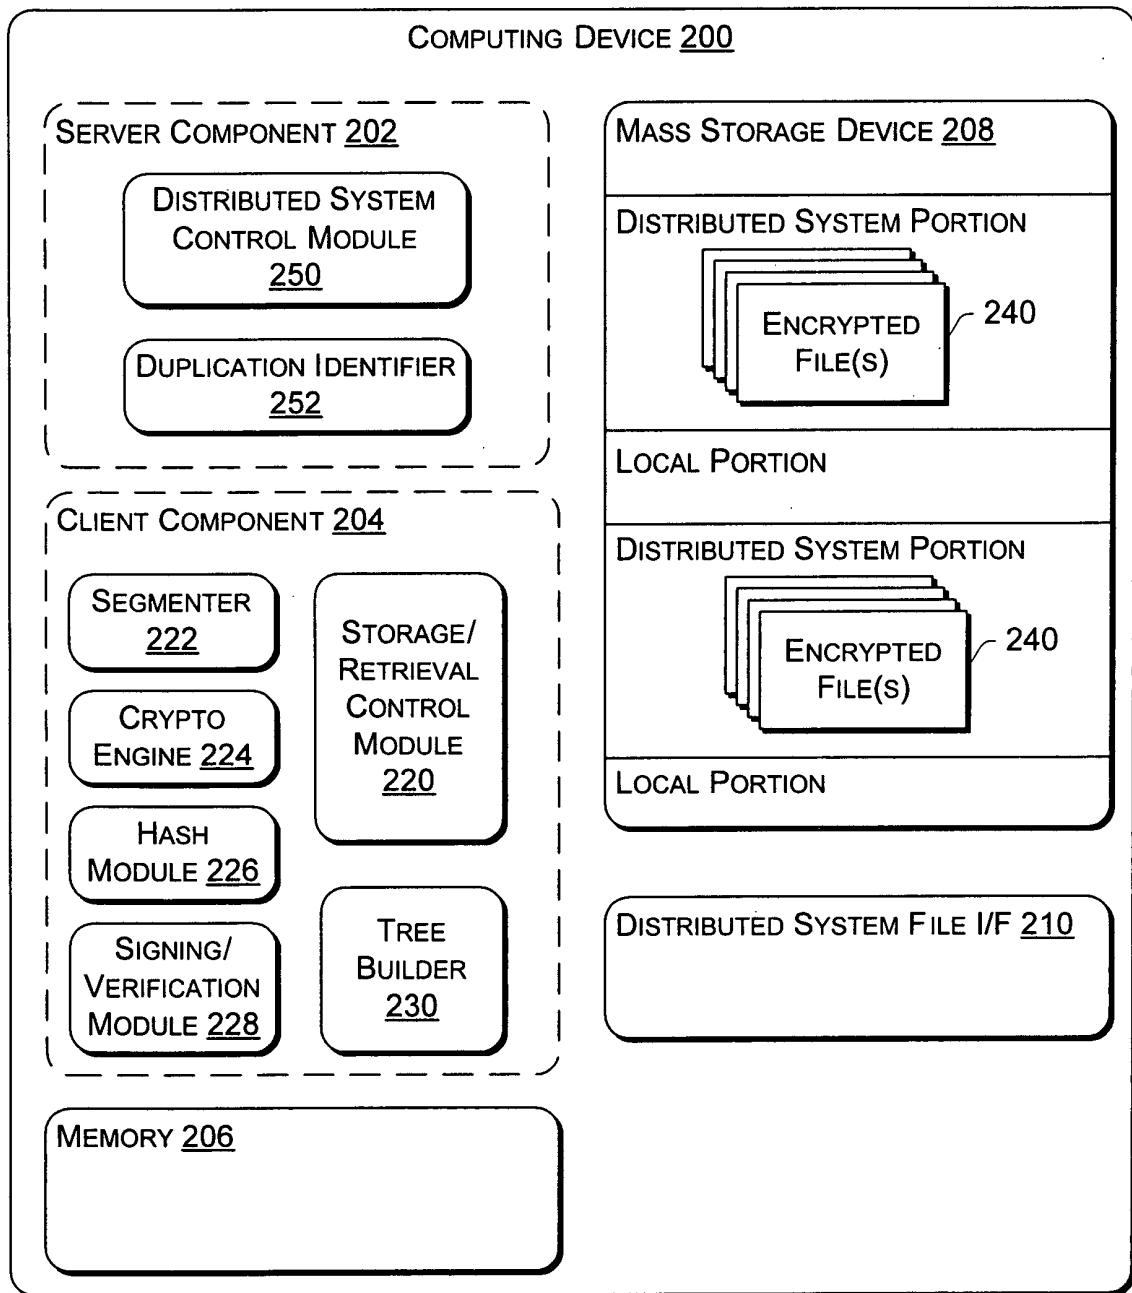 COMPUTING DEVICE 200
SERVER COMPONENT 202
DISTRIBUTED SYSTEM
CONTROL MODULE
250
DUPLICATION IDENTIFIER
252
CLIENT COMPONENT 204
SEGMENTER
222
CRYPTO
ENGINE 224
HASH
MODULE 226
SIGNING/
VERIFICATION
MODULE 228
STORAGE/
RETRIEVAL
CONTROL
MODULE
220
TREE
BUILDER
230
MEMORY 206
MASS STORAGE DEVICE 208
DISTRIBUTED SYSTEM PORTION
ENCRYPTED
FILE(S)
240
LOCAL PORTION
DISTRIBUTED SYSTEM PORTION
ENCRYPTED
FILE(S)
240
LOCAL PORTION
DISTRIBUTED SYSTEM FILE I/F 210